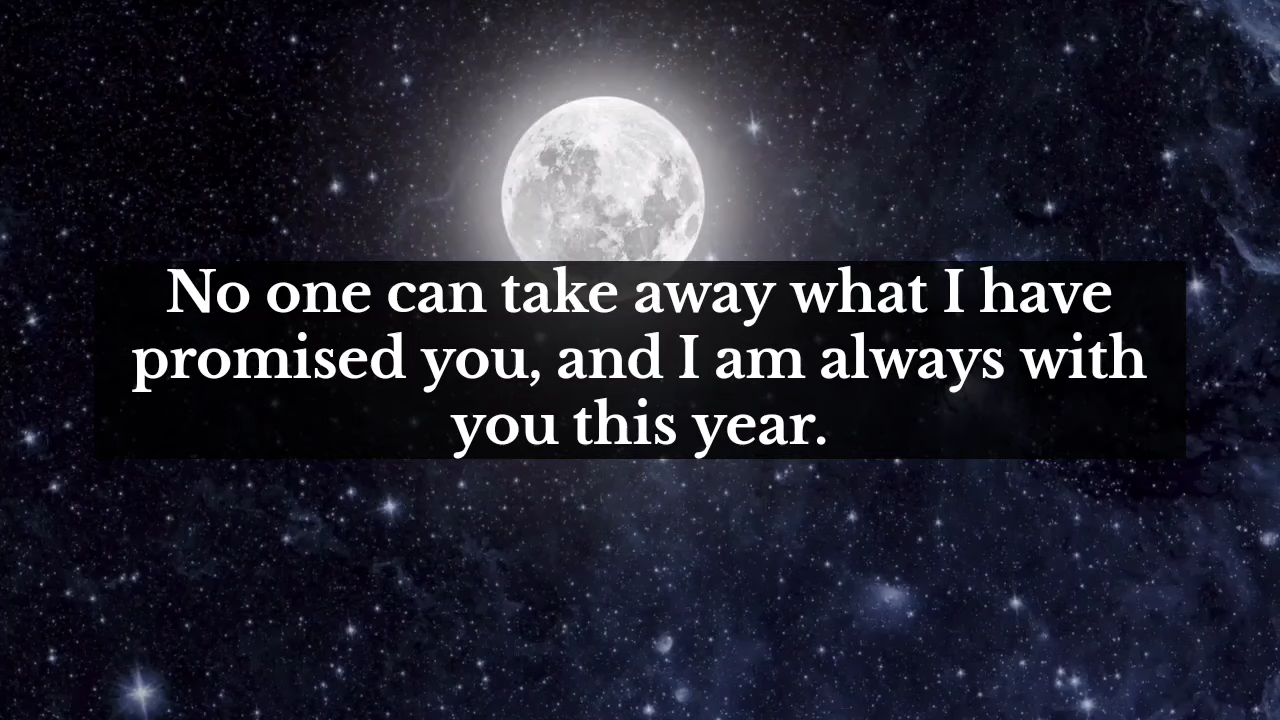 No one can take away what I have
promised you, and I am always with
you this year.